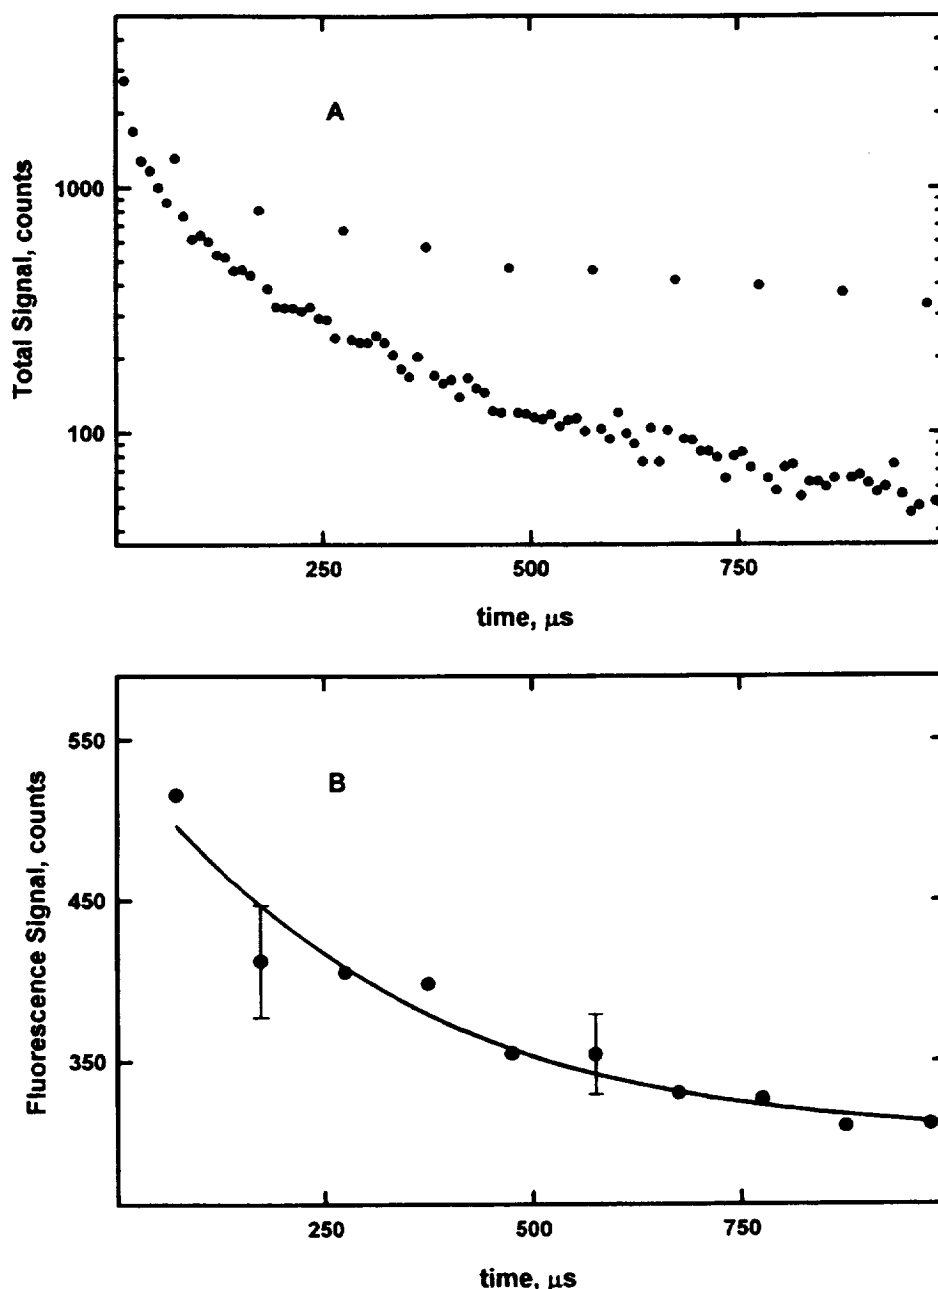 A
1000
100
Total Signal, counts
250
500
750
time, μs
B
550
450
350
Fluorescence Signal, counts
250
500
750
time, μs